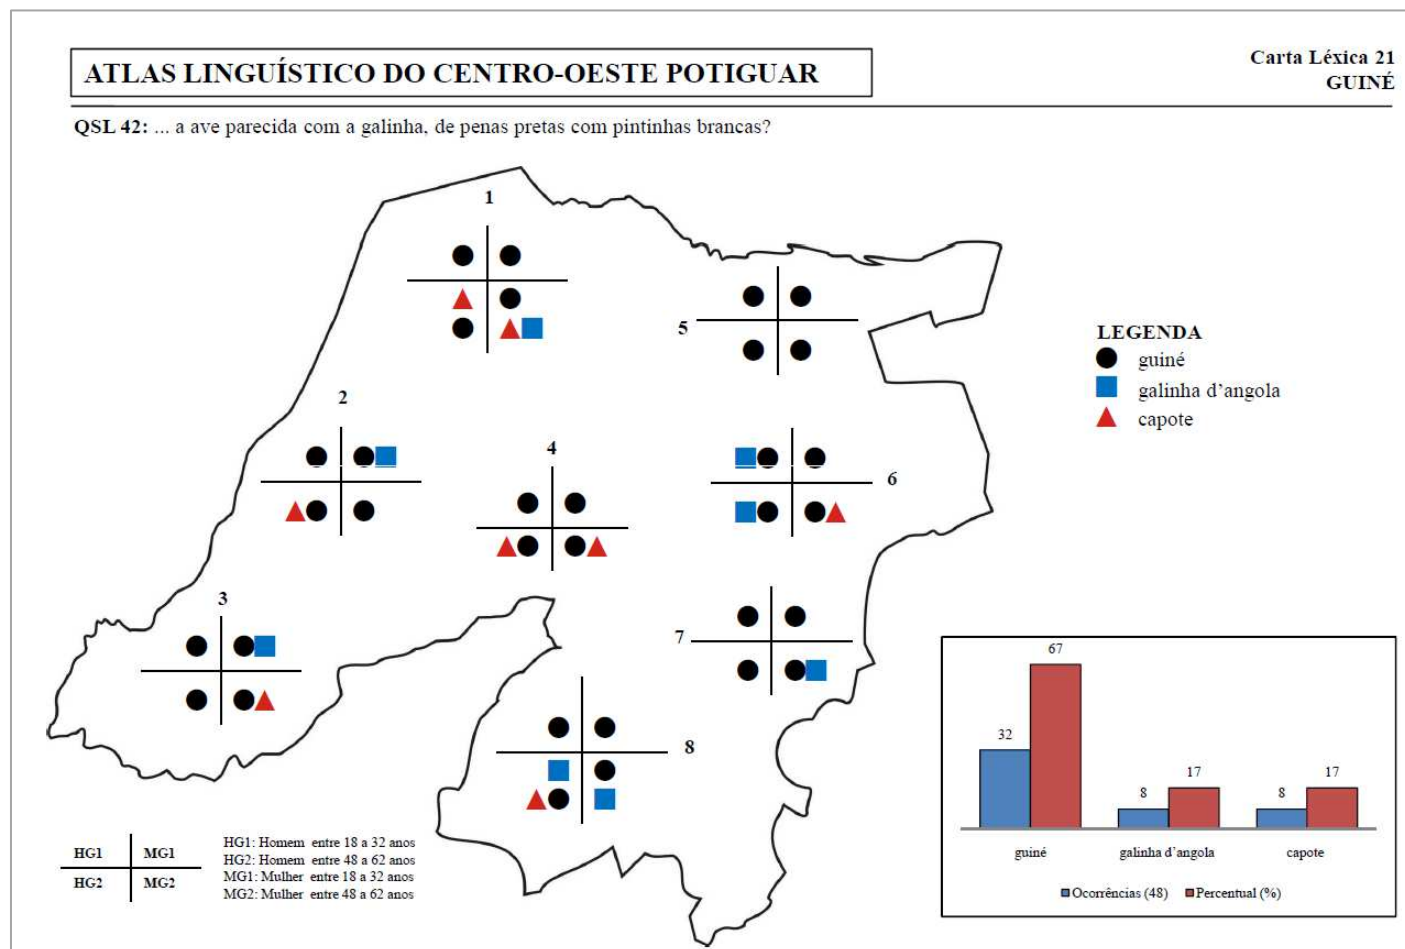 ATLAS LINGUÍSTICO DO CENTRO-OESTE POTIGUAR
Carta Léxica 21
GUINÉ
QSL 42: ... a ave parecida com a galinha, de penas pretas com pintinhas brancas?
1
5
2
4
6
3
7
8
LEGENDA
guiné
galinha d’angola
capote
HG1 MG1
HG2 MG2
HG1: Homem entre 18 a 32 anos
HG2: Homem entre 48 a 62 anos
MG1: Mulher entre 18 a 32 anos
MG2: Mulher entre 48 a 62 anos
67
32
8 17 8 17
guiné galinha d’angola capote
Ocorrências (48) Percentual (%)